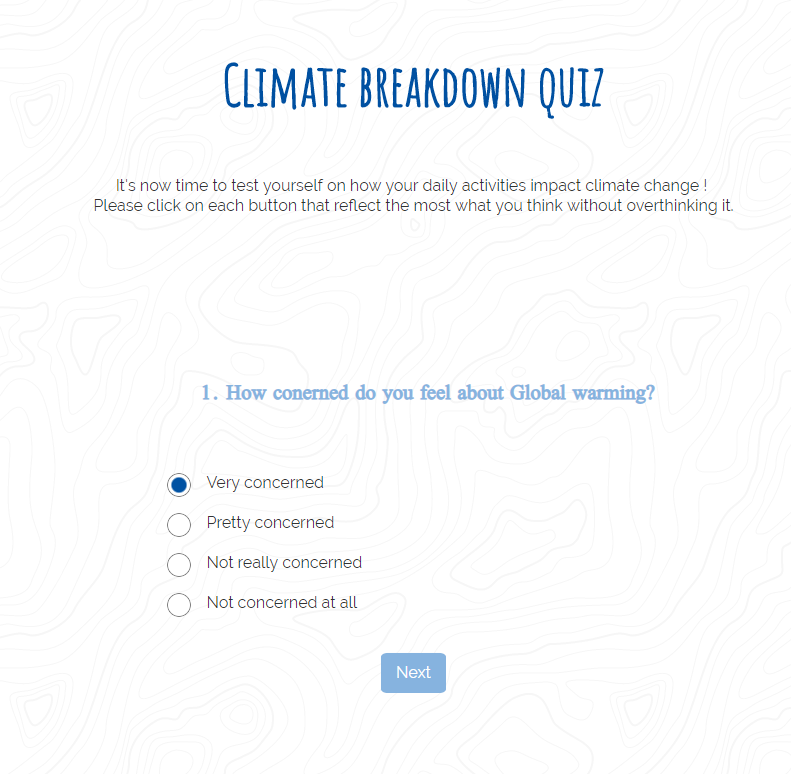 Climate breakdown quiz
It's now time to test yourself on how your daily activities impact climate change !
Please click on each button that reflect the most what you think without overthinking it.
1. How conerned do you feel about Global warming?
Very concerned
Pretty concerned
Not really concerned
Not concerned at all
Next